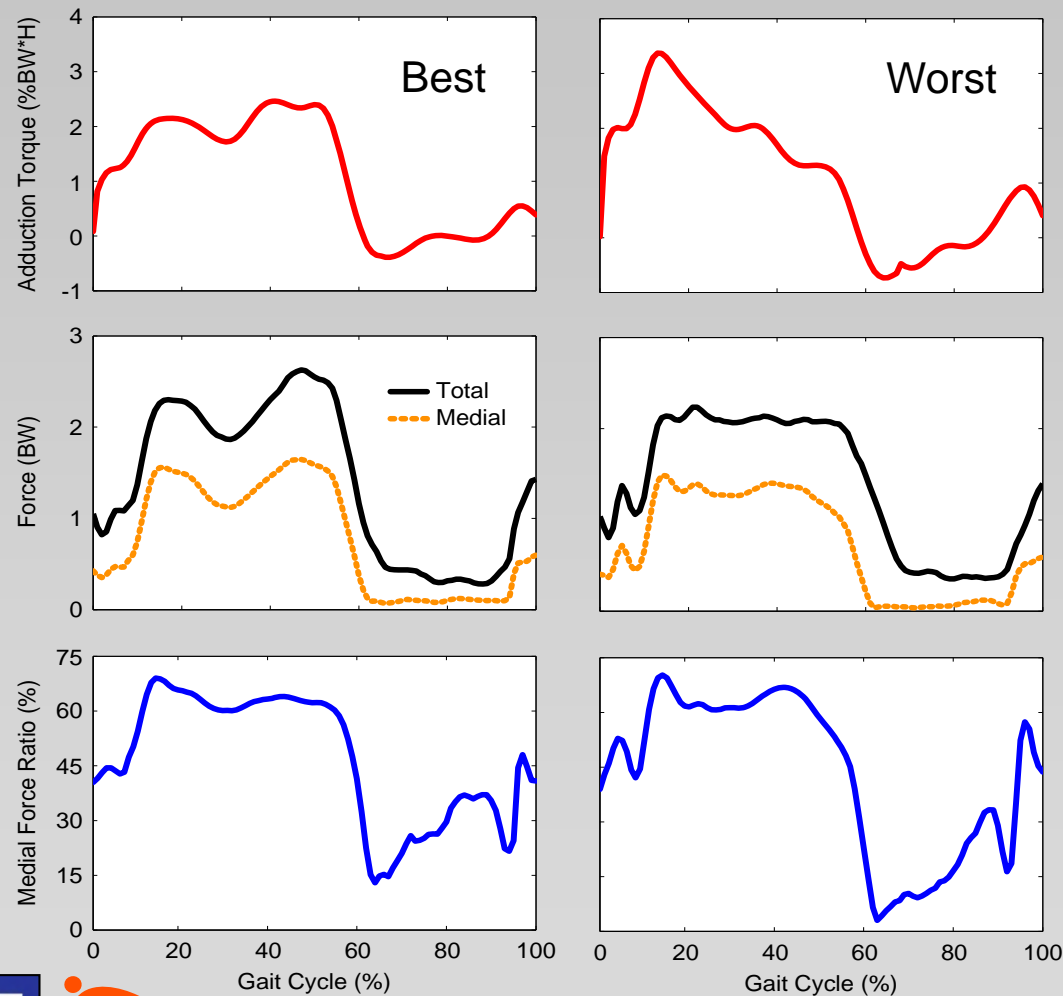 Adduction Torque (%BW*H)
4
3
2
1
0
-1
Best
Worst
Force (BW)
3
2
1
0
Total
Medial
Medial Force Ratio (%)
75
60
45
30
15
0
0 20 40 60 80 100
Gait Cycle (%)
0 20 40 60 80 100
Gait Cycle (%)